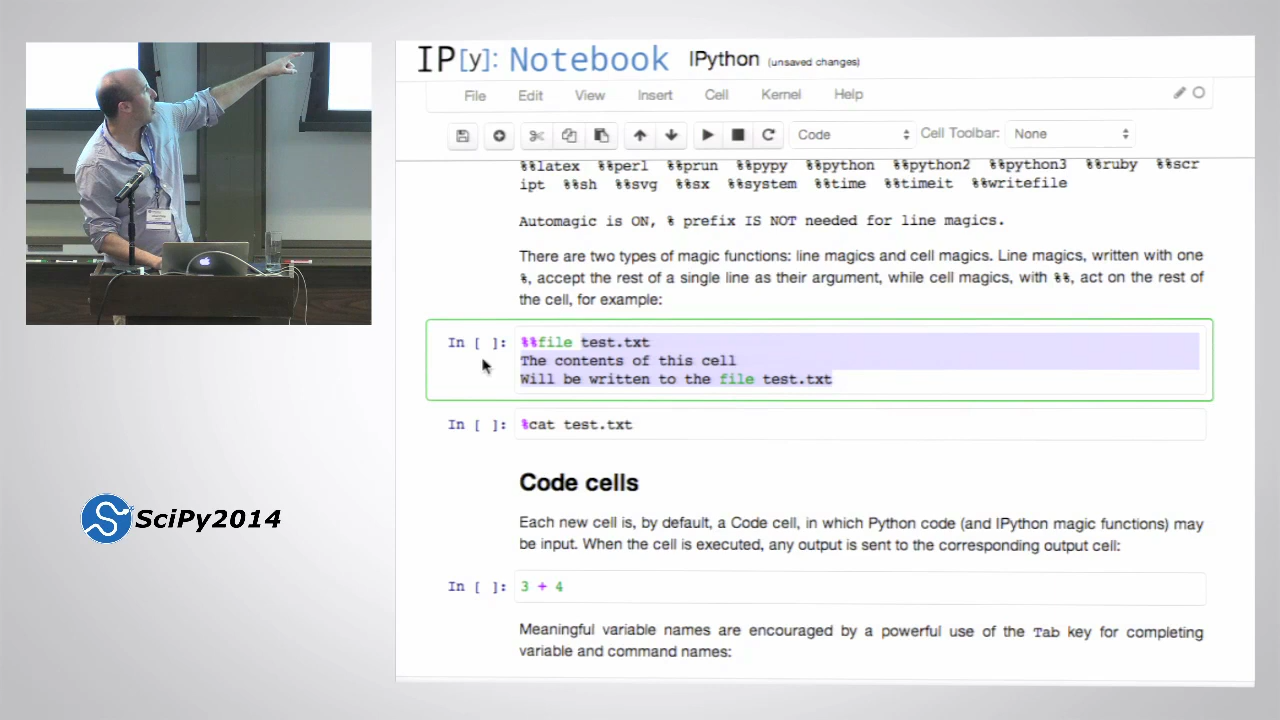 IP[y]: Notebook IPython (unsaved changes)
File Edit View Insert Cell Kernel Help
Code Cell Toolbar: None
%%latex %%perl %%prun %%pypy %%python %%python2 %%python3 %%ruby %%scr
ipt %%sh %%svg %%sx %%system %%time %%timeit %%writefile
Automagic is ON, % prefix IS NOT needed for line magics.
There are two types of magic functions: line magics and cell magics. Line magics, written with one
%, accept the rest of a single line as their argument, while cell magics, with %%, act on the rest of
the cell, for example:
In [ ]: %%file test.txt
The contents of this cell
Will be written to the file test.txt
In [ ]: %cat test.txt
Code cells
Each new cell is, by default, a Code cell, in which Python code (and IPython magic functions) may
be input. When the cell is executed, any output is sent to the corresponding output cell:
In [ ]: 3 + 4
Meaningful variable names are encouraged by a powerful use of the Tab key for completing
variable and command names:
SciPy2014